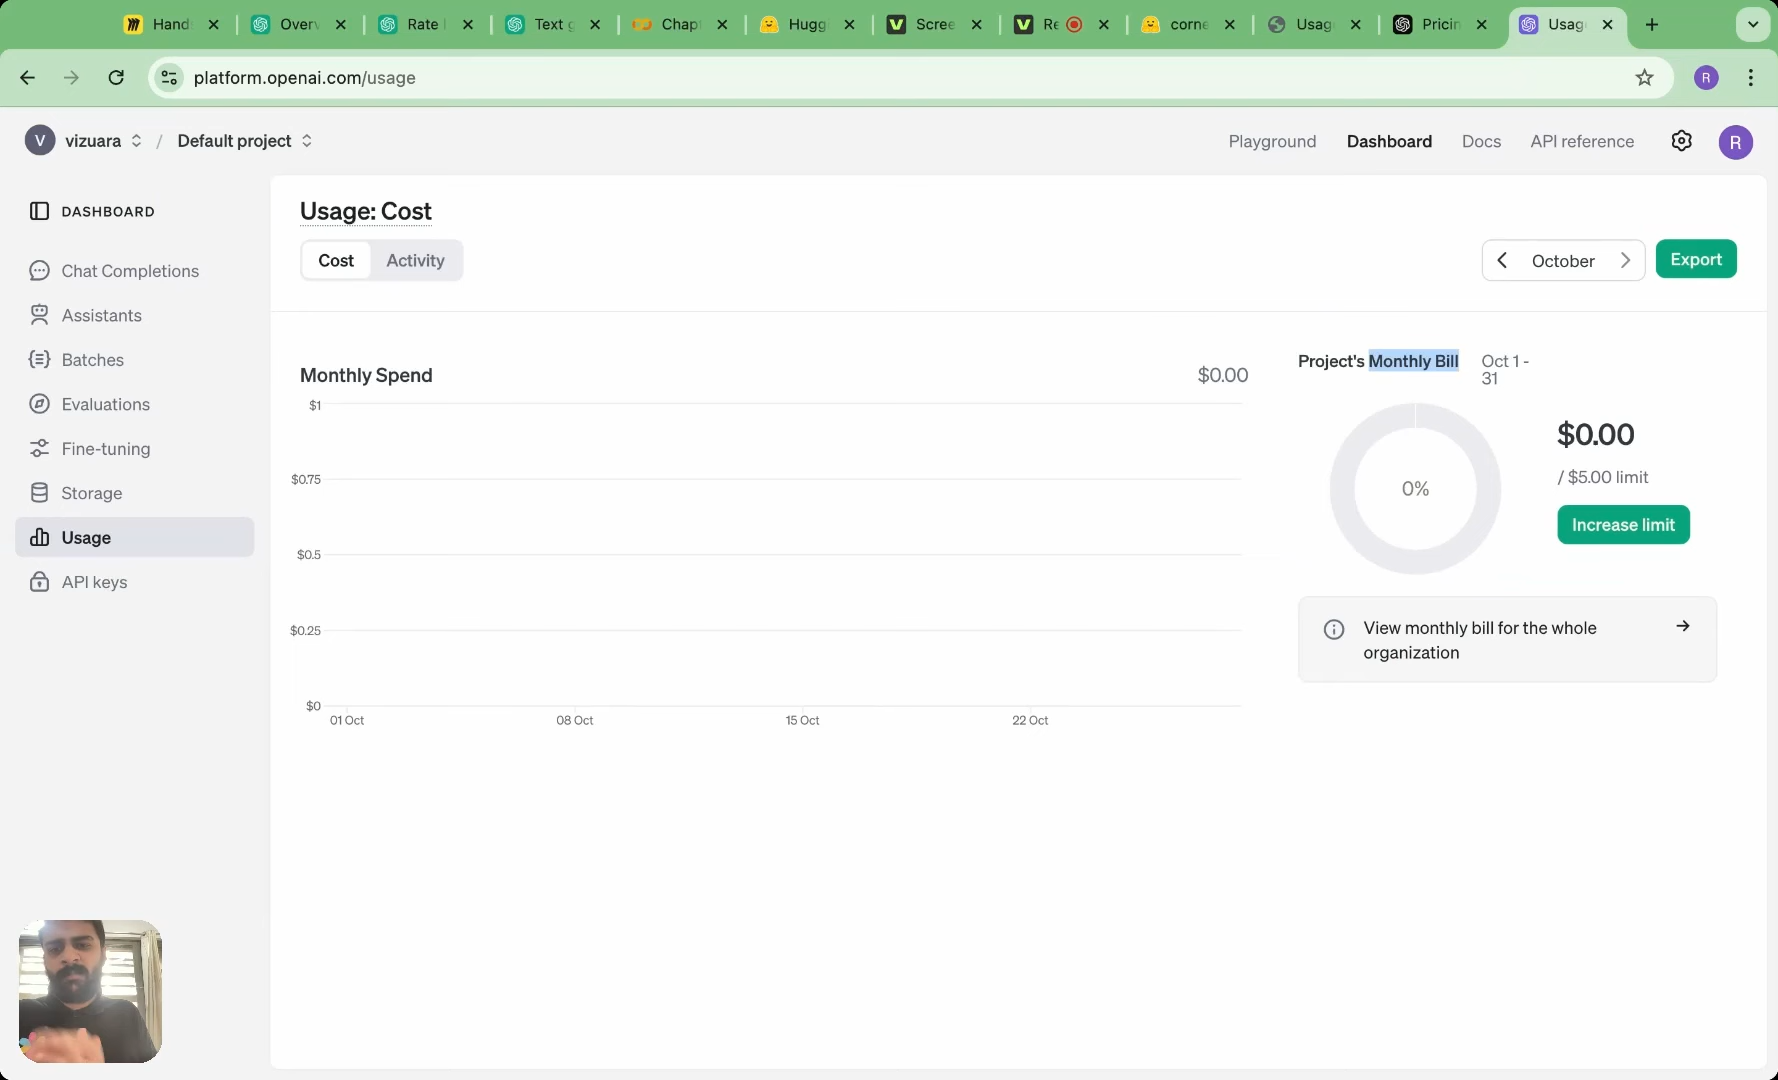 Hand
Over
Rate
Text g
Chap
Hugg
Scree
Re
corne
Usag
Pricin
Usag
platform.openai.com/usage
R
V vizuara / Default project
Playground Dashboard Docs API reference R
DASHBOARD
Chat Completions
Assistants
Batches
Evaluations
Fine-tuning
Storage
Usage
API keys
Usage: Cost
Cost Activity
October
Export
Monthly Spend $0.00
$1
$0.75
$0.5
$0.25
$0
01 Oct 08 Oct 15 Oct 22 Oct
Project's Monthly Bill Oct 1 -
31
0%
$0.00
/ $5.00 limit
Increase limit
View monthly bill for the whole
organization